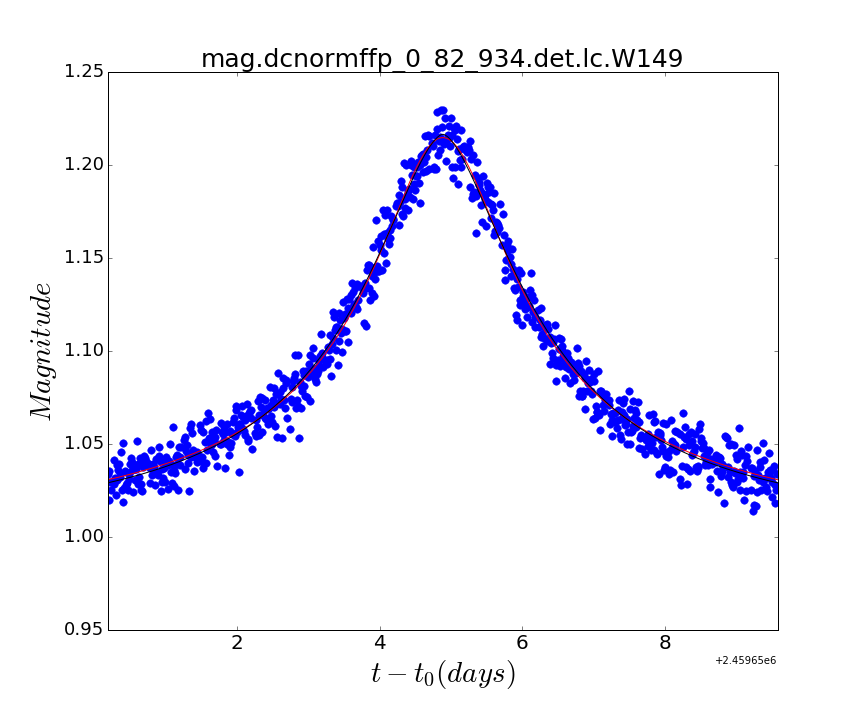 mag.dcnormffp_0_82_934.det.lc.W149
1.25
1.20
1.15
1.10
1.05
1.00
0.95
Magnitude
2 4 6 8
+2.45965e6
t − t₀(days)